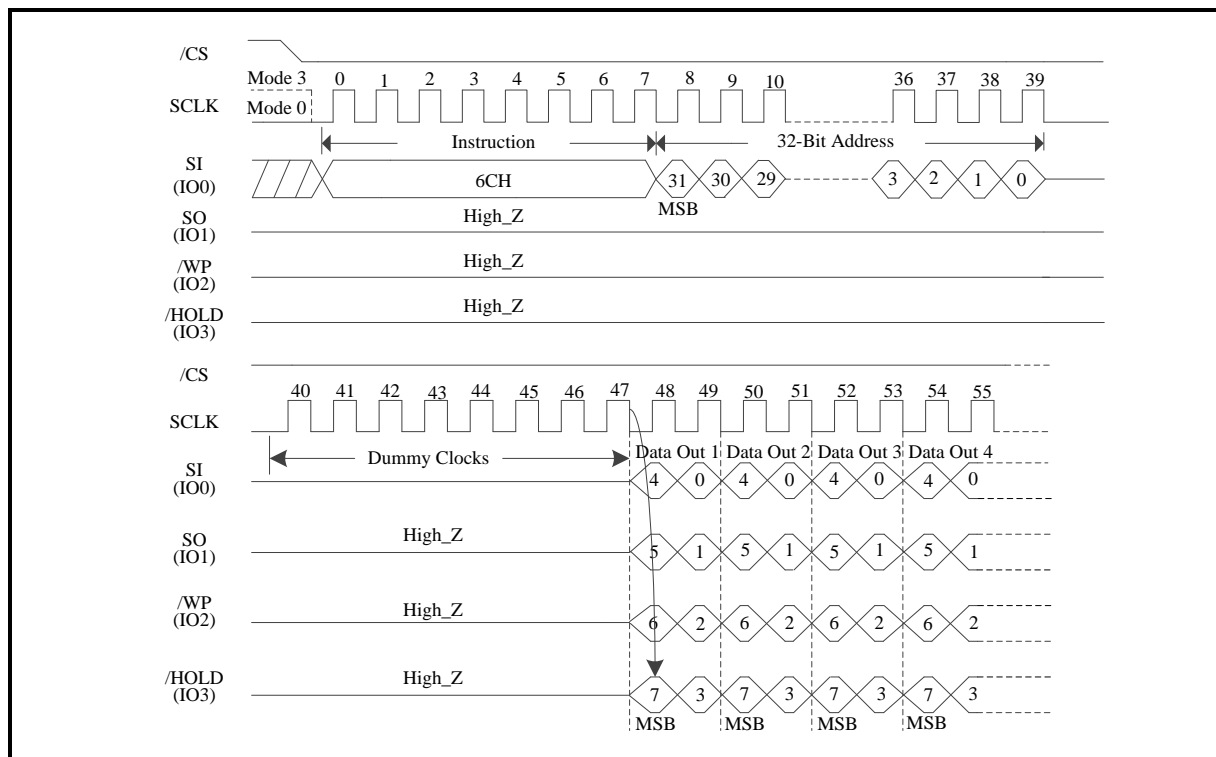 /CS
Mode 3 0 1 2 3 4 5 6 7 8 9 10 36 37 38 39
SCLK Mode 0
Instruction 32-Bit Address
SI
(IO0) 6CH 31 30 29 3 2 1 0
MSB
SO High_Z
(IO1)
/WP High_Z
(IO2)
/HOLD High_Z
(IO3)
/CS
40 41 42 43 44 45 46 47 48 49 50 51 52 53 54 55
SCLK
Dummy Clocks Data Out 1 Data Out 2 Data Out 3 Data Out 4
SI
(IO0) 4 0 4 0 4 0 4 0
SO High_Z
(IO1) 5 1 5 1 5 1 5 1
/WP High_Z
(IO2) 6 2 6 2 6 2 6 2
/HOLD High_Z
(IO3) 7 3 7 3 7 3 7 3
MSB MSB MSB MSB